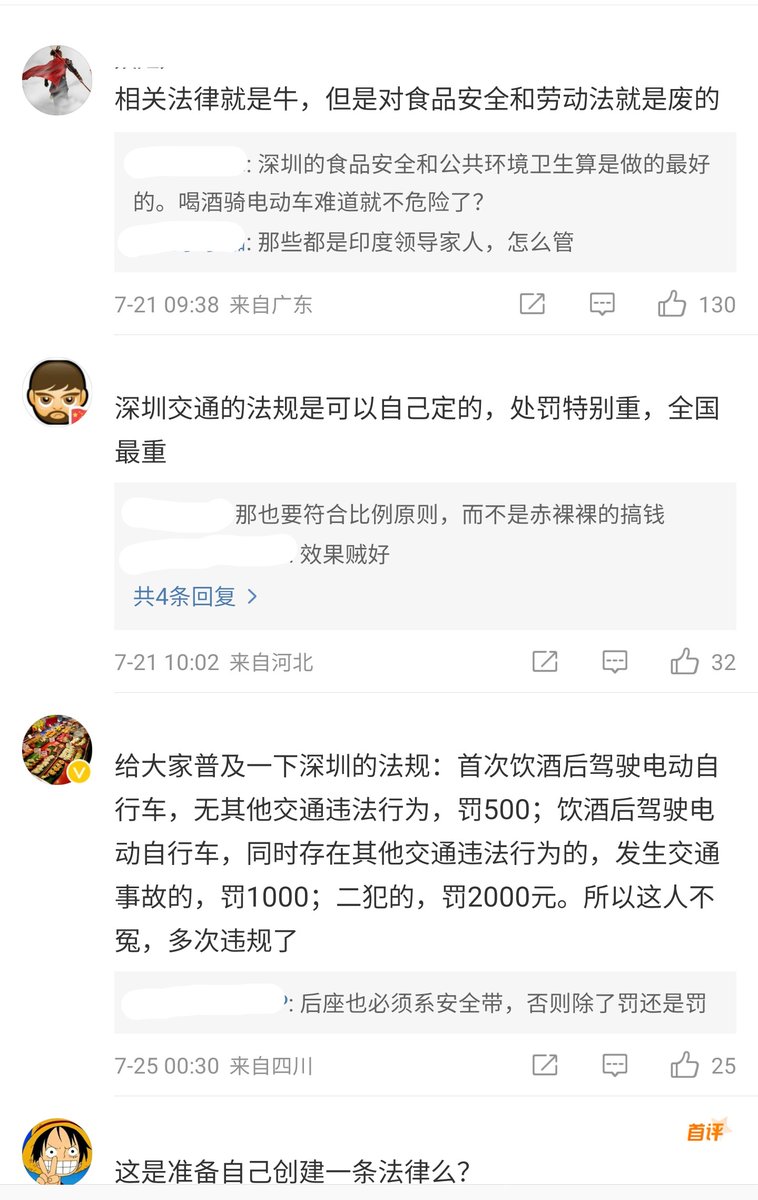 相关法律就是牛，但是对食品安全和劳动法就是废的
: 深圳的食品安全和公共环境卫生算是做的最好
的。喝酒骑电动车难道就不危险了？
: 那些都是印度领导家人，怎么管
7-21 09:38 来自广东
130
深圳交通的法规是可以自己定的，处罚特别重，全国
最重
那也要符合比例原则，而不是赤裸裸的搞钱
. 效果贼好
共4条回复 >
7-21 10:02 来自河北
32
给大家普及一下深圳的法规：首次饮酒后驾驶电动自
行车，无其他交通违法行为，罚500；饮酒后驾驶电
动自行车，同时存在其他交通违法行为的，发生交通
事故的，罚1000；二犯的，罚2000元。所以这人不
冤，多次违规了
: 后座也必须系安全带，否则除了罚还是罚
7-25 00:30 来自四川
25
首评
这是准备自己创建一条法律么？